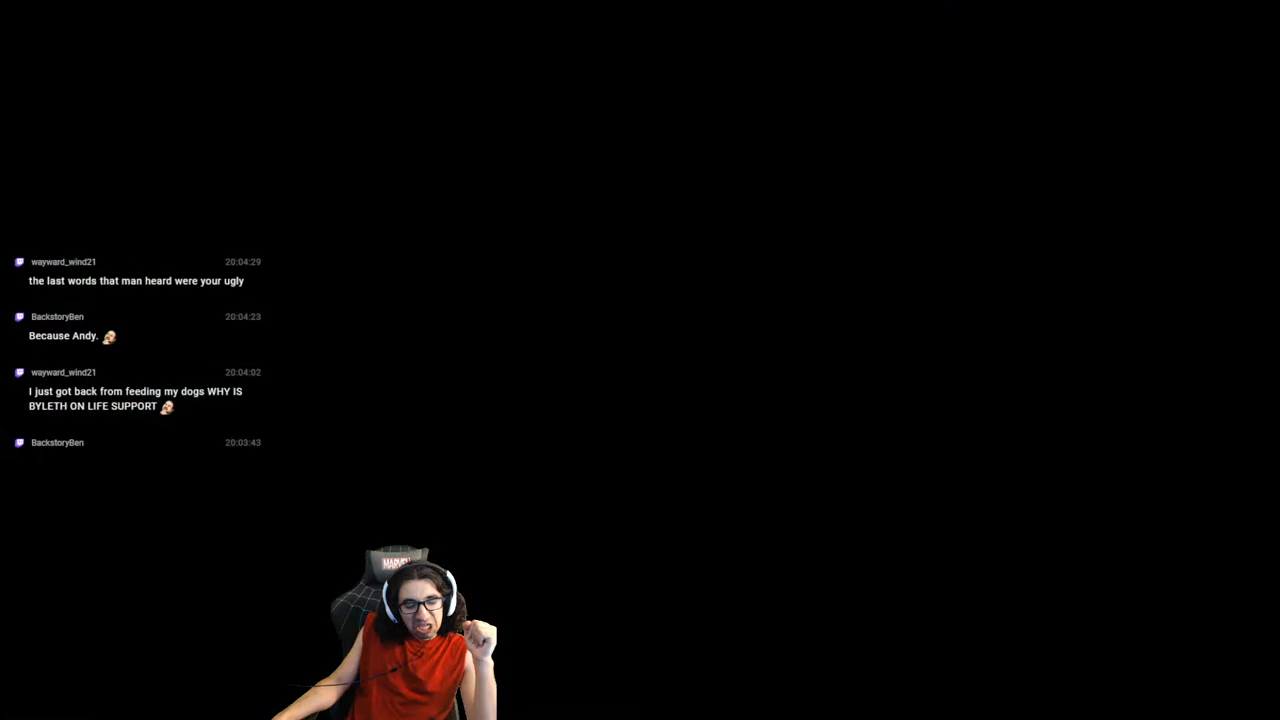 wayward_wind21 20:04:29
the last words that man heard were your ugly
BackstoryBen 20:04:23
Because Andy.
wayward_wind21 20:04:02
I just got back from feeding my dogs WHY IS
BYLETH ON LIFE SUPPORT
BackstoryBen 20:03:43
MARVEL